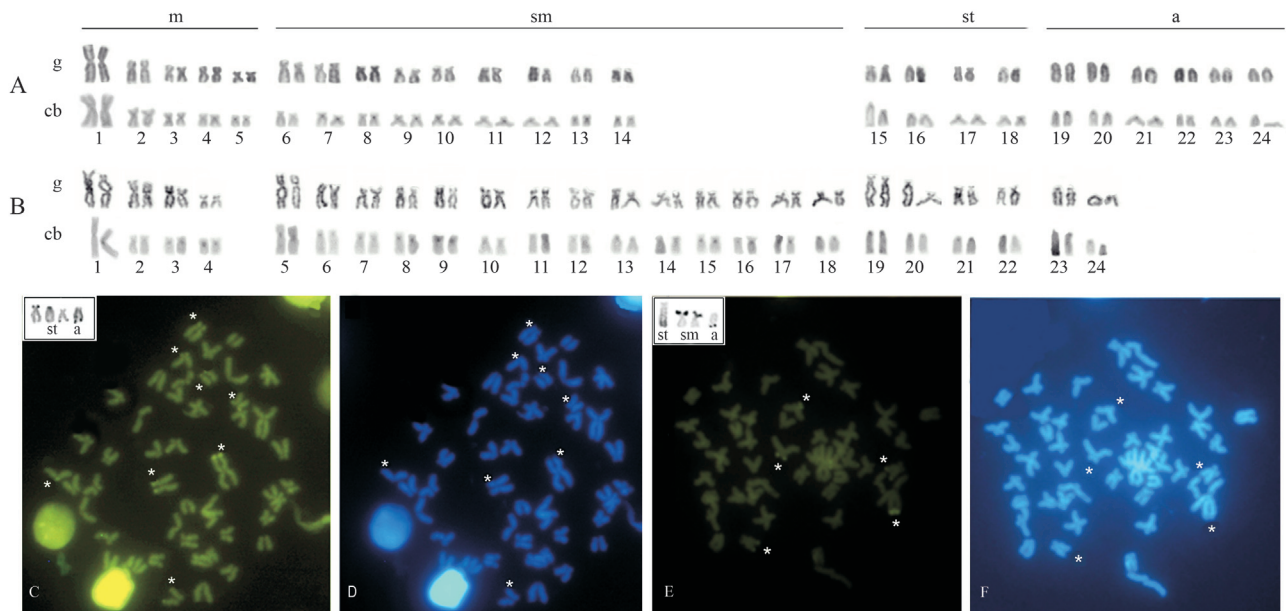 m sm st a
A g
cb
1 2 3 4 5 6 7 8 9 10 11 12 13 14 15 16 17 18 19 20 21 22 23 24
B g
cb
1 2 3 4 5 6 7 8 9 10 11 12 13 14 15 16 17 18 19 20 21 22 23 24
st a
* * * * * * * *
C
* * * * * * * *
D
st sm a
* * * * *
E
* * * * *
F